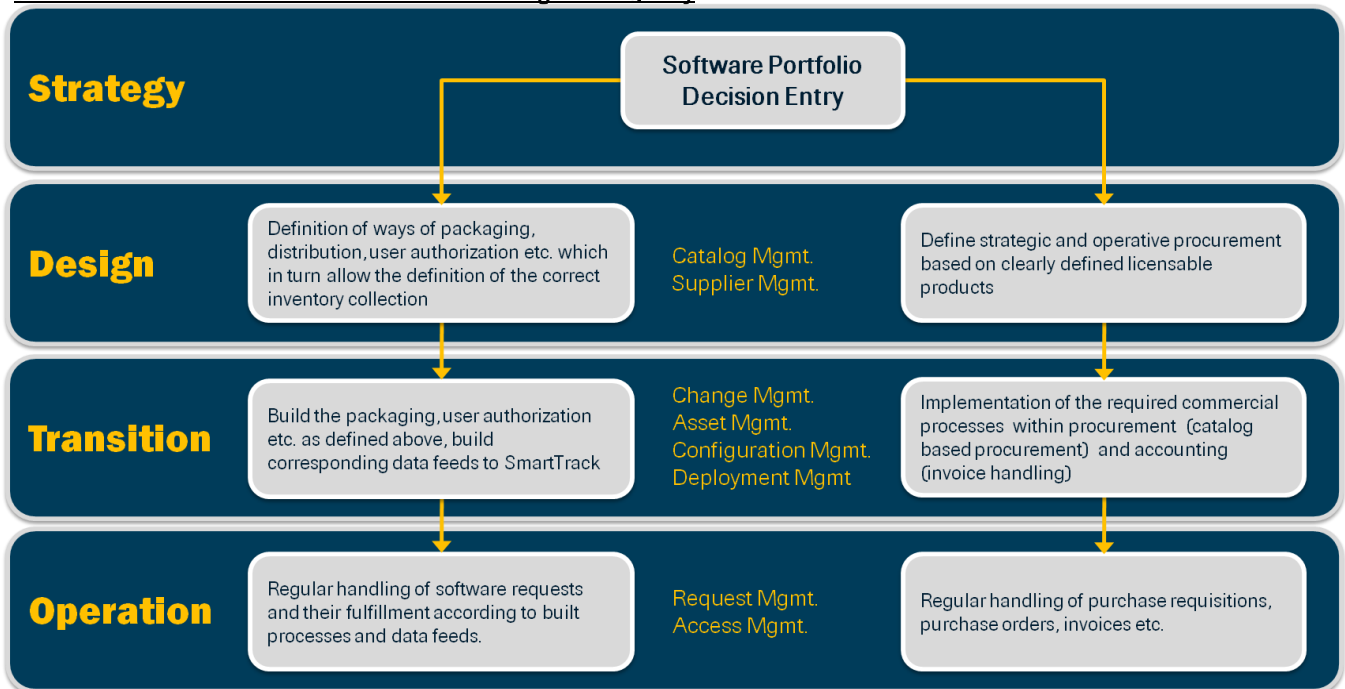 Strategy
Software Portfolio
Decision Entry
Design
Definition of ways of packaging,
distribution, user authorization etc. which
in turn allow the definition of the correct
inventory collection
Catalog Mgmt.
Supplier Mgmt.
Define strategic and operative procurement
based on clearly defined licensable
products
Transition
Build the packaging, user authorization
etc. as defined above, build
corresponding data feeds to SmartTrack
Change Mgmt.
Asset Mgmt.
Configuration Mgmt.
Deployment Mgmt
Implementation of the required commercial
processes within procurement (catalog
based procurement) and accounting
(invoice handling)
Operation
Regular handling of software requests
and their fulfillment according to built
processes and data feeds.
Request Mgmt.
Access Mgmt.
Regular handling of purchase requisitions,
purchase orders, invoices etc.